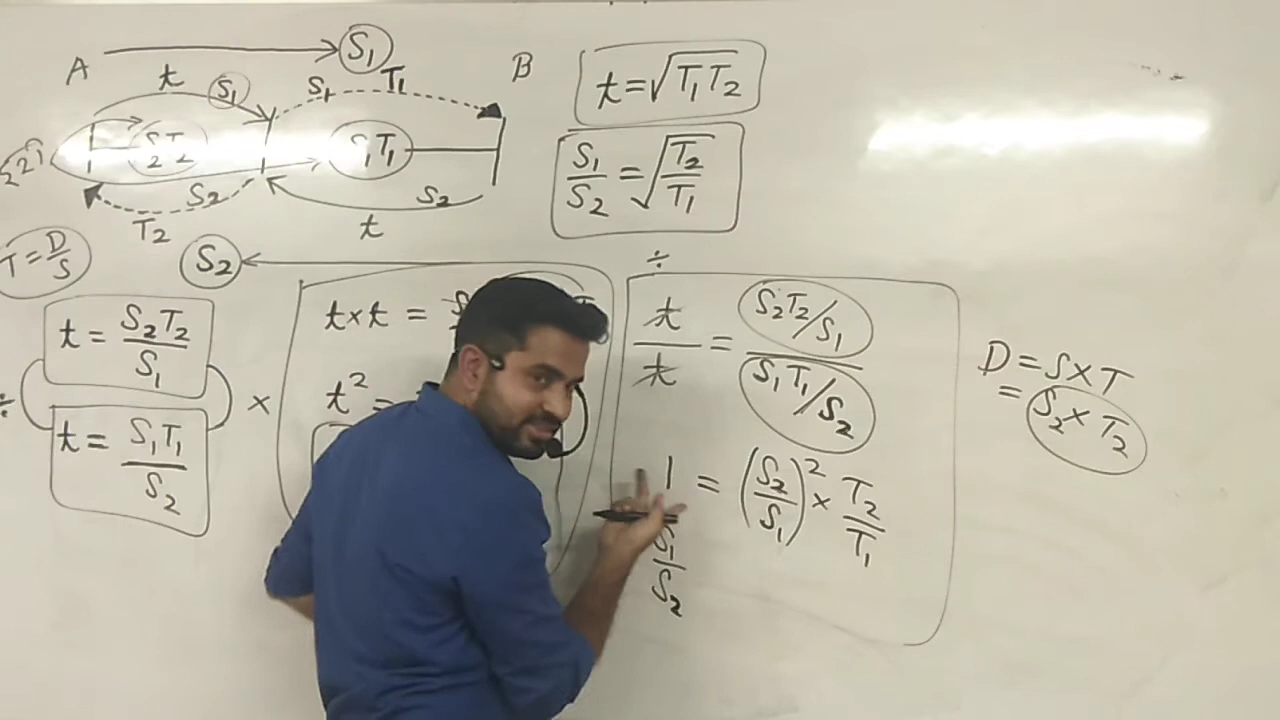 A S₁ B
t S₁ S₁ T₁
S₂T₂ S₁T₁
S₂ S₂
T₂ t
T = D/S
S₂
t = √T₁T₂
S₁/S₂ = √T₂/T₁
t = S₂T₂/S₁
÷ ×
t = S₁T₁/S₂
t×t =
t² =
÷
t/t = S₂T₂/S₁ / S₁T₁/S₂
1 = (S₂/S₁)² × T₂/T₁
S₁/S₂
D = S×T
= S₂ × T₂